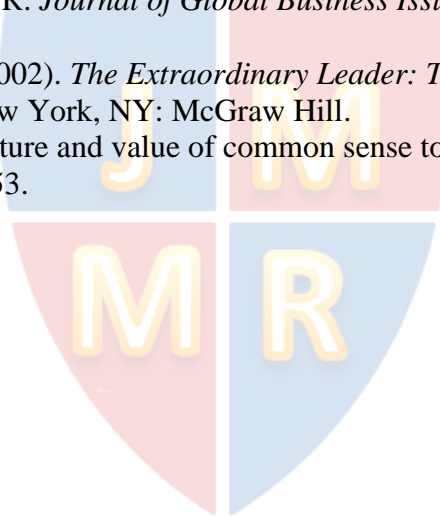 K. Journal of Global Business Issu
002). The Extraordinary Leader: T
w York, NY: McGraw Hill.
ture and value of common sense to
53.
J M
M R